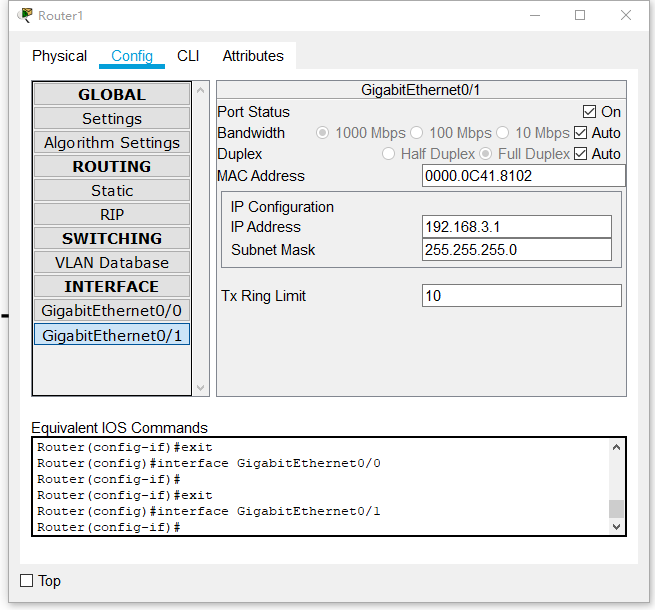 Router1
Physical Config CLI Attributes
GLOBAL
Settings
Algorithm Settings
ROUTING
Static
RIP
SWITCHING
VLAN Database
INTERFACE
GigabitEthernet0/0
GigabitEthernet0/1
GigabitEthernet0/1
Port Status On
Bandwidth 1000 Mbps 100 Mbps 10 Mbps Auto
Duplex Half Duplex Full Duplex Auto
MAC Address 0000.0C41.8102
IP Configuration
IP Address 192.168.3.1
Subnet Mask 255.255.255.0
Tx Ring Limit 10
Equivalent IOS Commands
Router(config-if)#exit
Router(config)#interface GigabitEthernet0/0
Router(config-if)#
Router(config-if)#exit
Router(config)#interface GigabitEthernet0/1
Router(config-if)#
Top